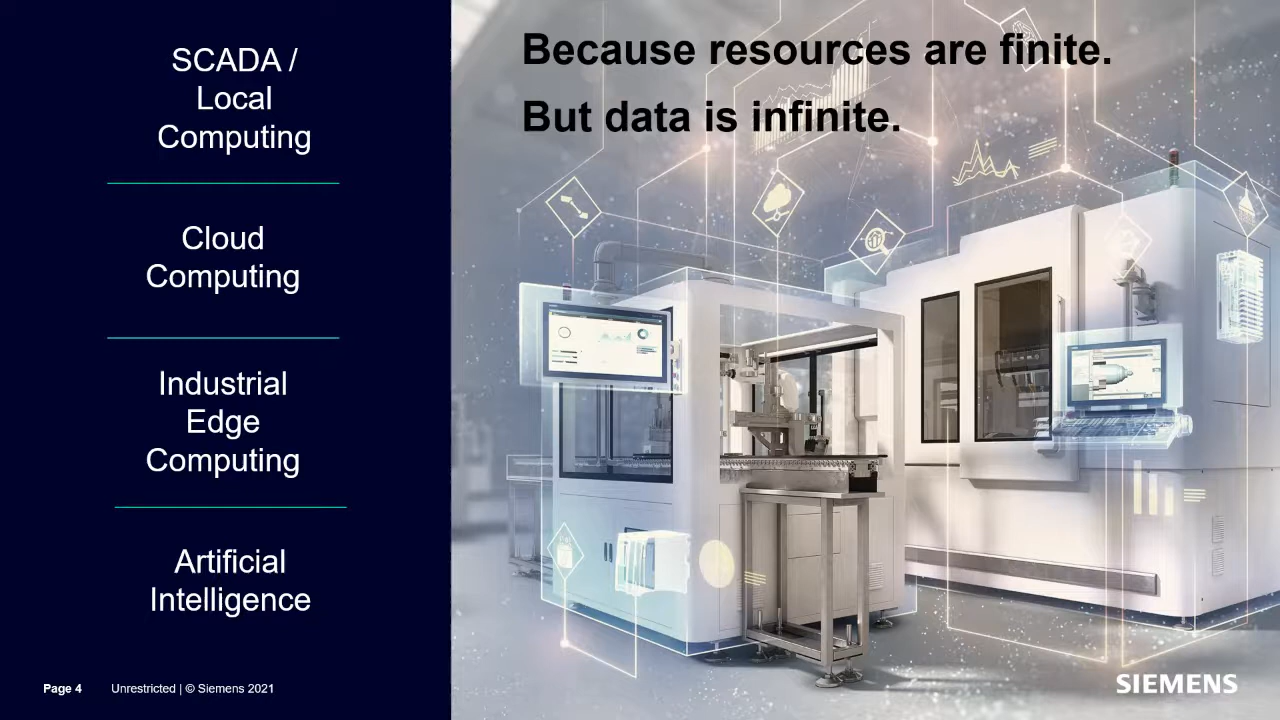 SCADA /
Local
Computing
Cloud
Computing
Industrial
Edge
Computing
Artificial
Intelligence
Because resources are finite.
But data is infinite.
Page 4 Unrestricted | © Siemens 2021
SIEMENS